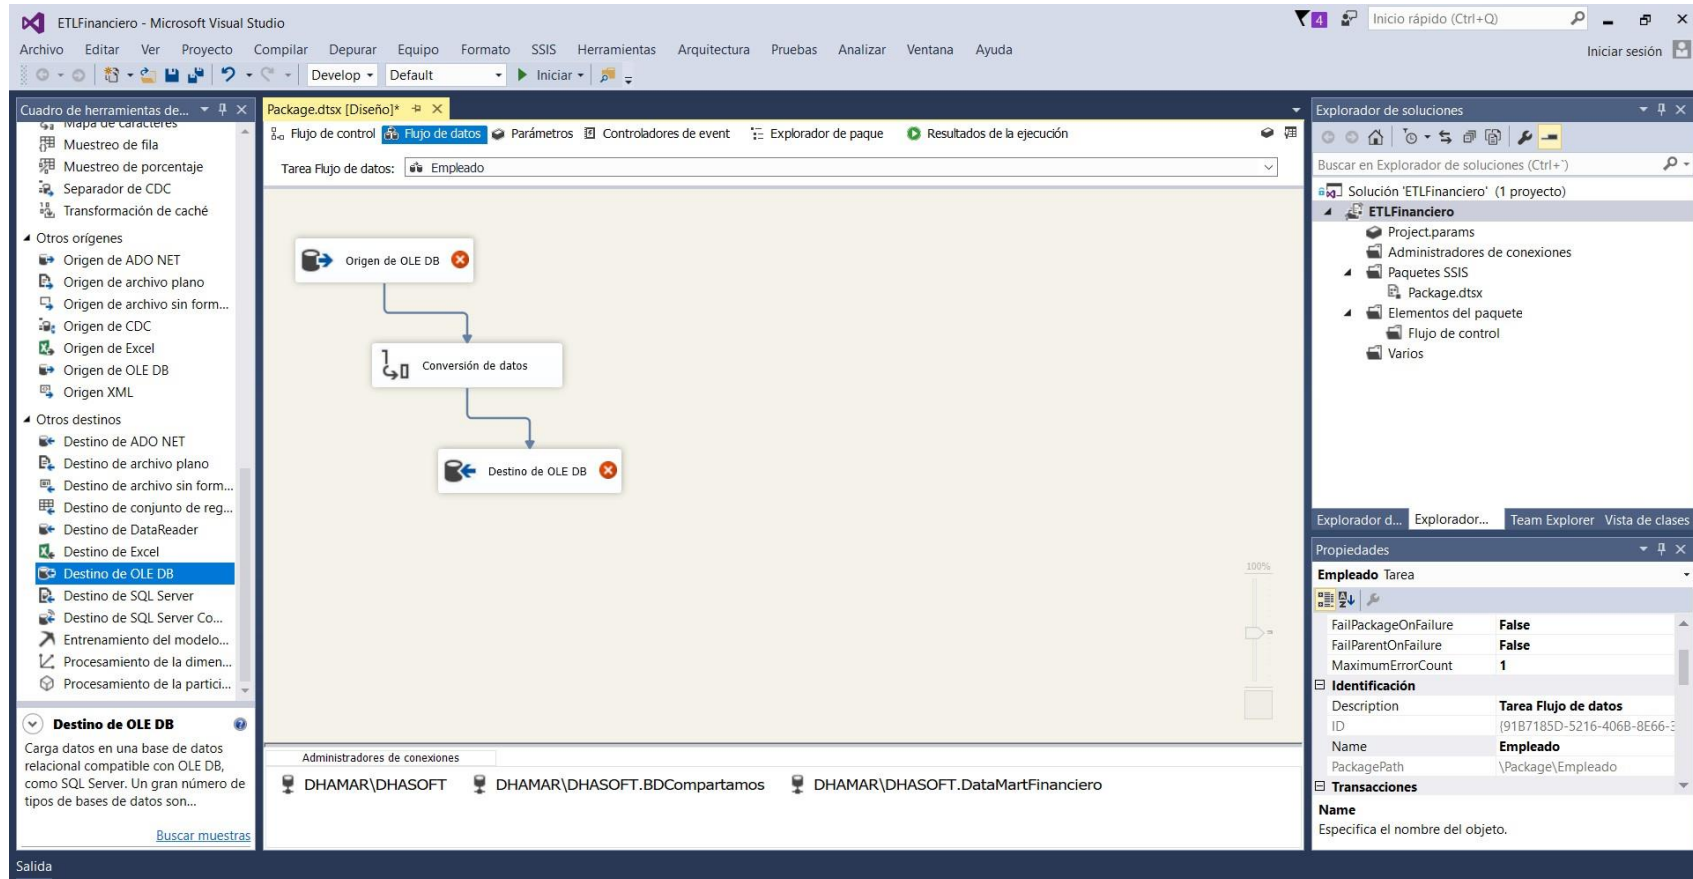 ETLFinanciero - Microsoft Visual Studio
4
Inicio rápido (Ctrl+Q)
Archivo Editar Ver Proyecto Compilar Depurar Equipo Formato SSIS Herramientas Arquitectura Pruebas Analizar Ventana Ayuda
Iniciar sesión
Develop Default Iniciar
Cuadro de herramientas de...
Mapa de caracteres
Muestreo de fila
Muestreo de porcentaje
Separador de CDC
Transformación de caché
Otros orígenes
Origen de ADO NET
Origen de archivo plano
Origen de archivo sin form...
Origen de CDC
Origen de Excel
Origen de OLE DB
Origen XML
Otros destinos
Destino de ADO NET
Destino de archivo plano
Destino de archivo sin form...
Destino de conjunto de reg...
Destino de DataReader
Destino de Excel
Destino de OLE DB
Destino de SQL Server
Destino de SQL Server Co...
Entrenamiento del modelo...
Procesamiento de la dimen...
Procesamiento de la partici...
Destino de OLE DB
Carga datos en una base de datos
relacional compatible con OLE DB,
como SQL Server. Un gran número de
tipos de bases de datos son...
Buscar muestras
Package.dtsx [Diseño]*
Flujo de control Flujo de datos Parámetros Controladores de event Explorador de paque Resultados de la ejecución
Tarea Flujo de datos: Empleado
Origen de OLE DB
Conversión de datos
Destino de OLE DB
100%
Administradores de conexiones
DHAMAR\DHASOFT DHAMAR\DHASOFT.BDCompartamos DHAMAR\DHASOFT.DataMartFinanciero
Explorador de soluciones
Buscar en Explorador de soluciones (Ctrl+`)
Solución 'ETLFinanciero' (1 proyecto)
ETLFinanciero
Project.params
Administradores de conexiones
Paquetes SSIS
Package.dtsx
Elementos del paquete
Flujo de control
Varios
Explorador d... Explorador... Team Explorer Vista de clases
Propiedades
Empleado Tarea
FailPackageOnFailure False
FailParentOnFailure False
MaximumErrorCount 1
Identificación
Description Tarea Flujo de datos
ID {91B7185D-5216-406B-8E66-3
Name Empleado
PackagePath \Package\Empleado
Transacciones
Name
Especifica el nombre del objeto.
Salida